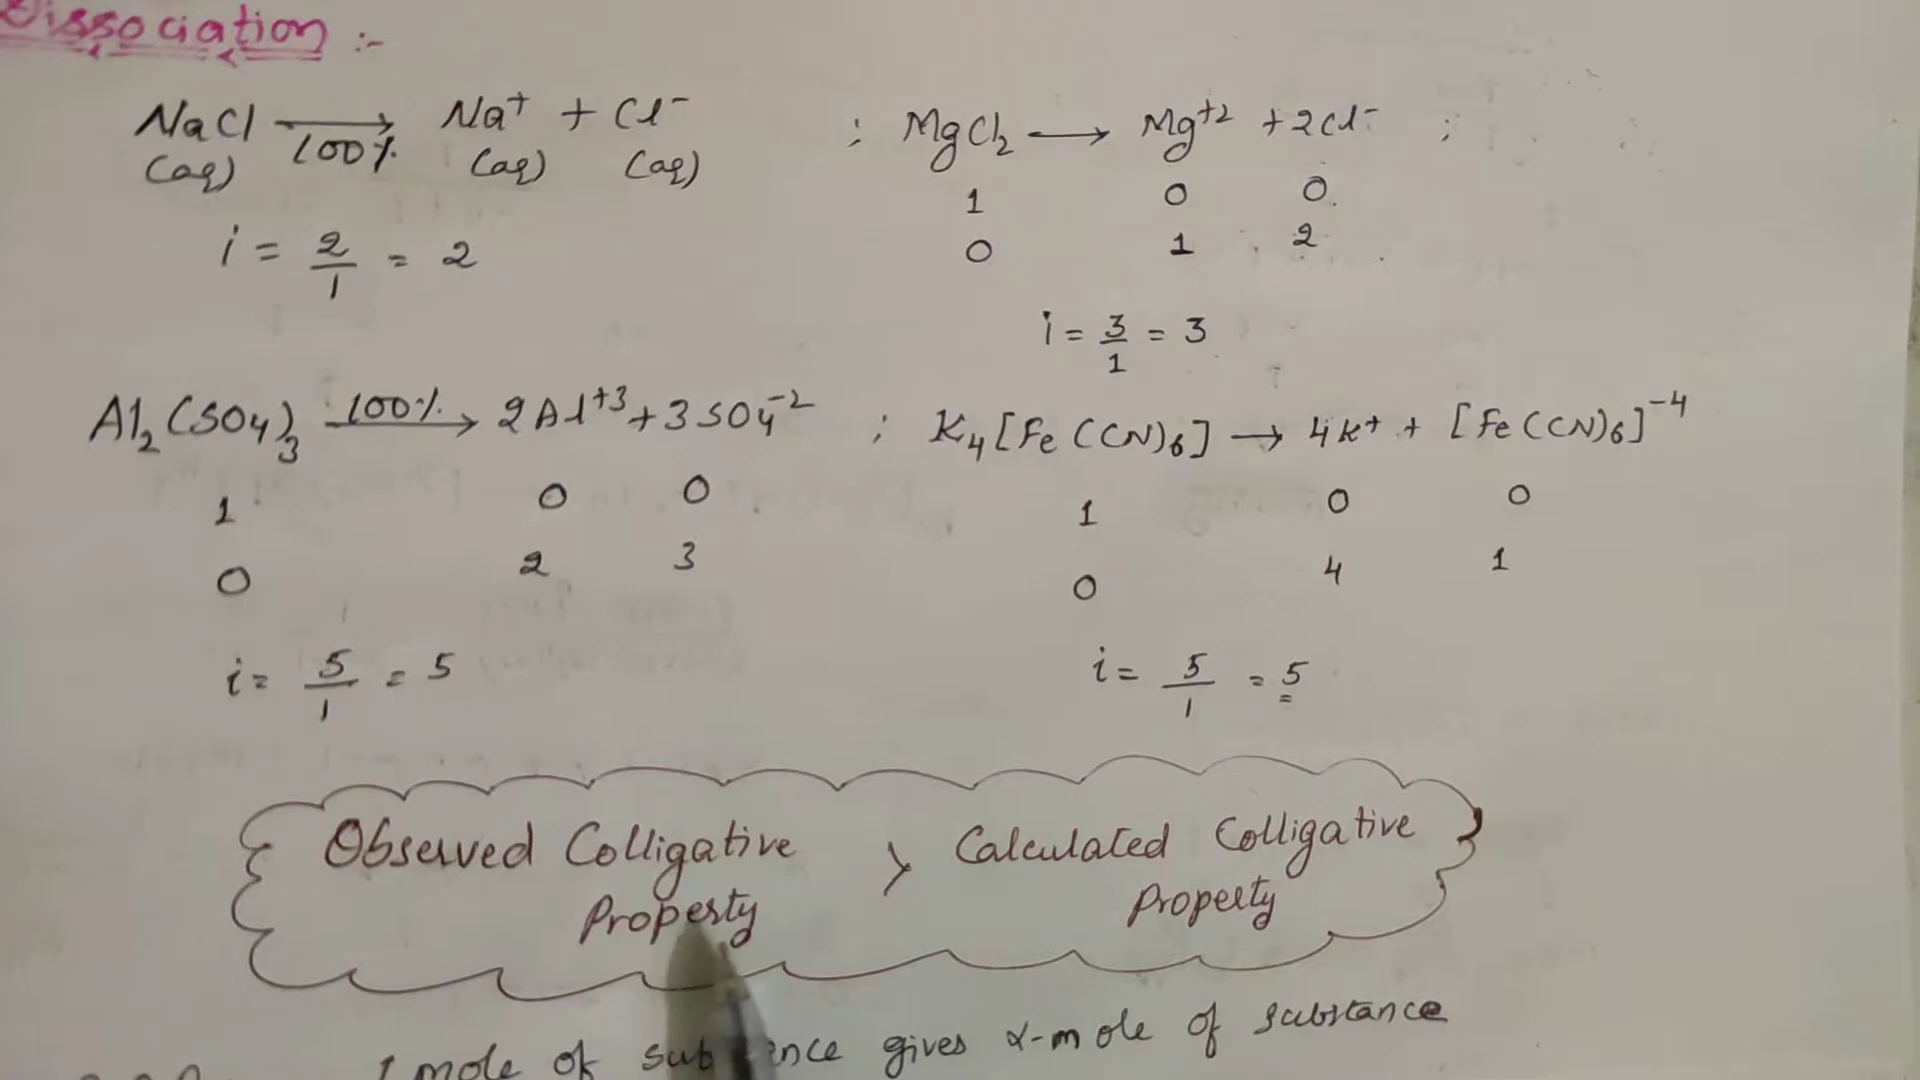 Dissociation :-
NaCl ⟶ Na⁺ + Cl⁻ ; MgCl₂ ⟶ Mg⁺² + 2Cl⁻ ;
(aq) 100% (aq) (aq)
1 0 0
0 1 2
i = 2/1 = 2
i = 3/1 = 3
Al₂(SO₄)₃ 100%⟶ 2Al⁺³ + 3SO₄⁻² ; K₄[Fe(CN)₆] ⟶ 4K⁺ + [Fe(CN)₆]⁻⁴
1 0 0 1 0 0
0 2 3 0 4 1
i = 5/1 = 5 i = 5/1 = 5
Observed Colligative Property > Calculated Colligative Property
1 mole of substance gives x-mole of substance